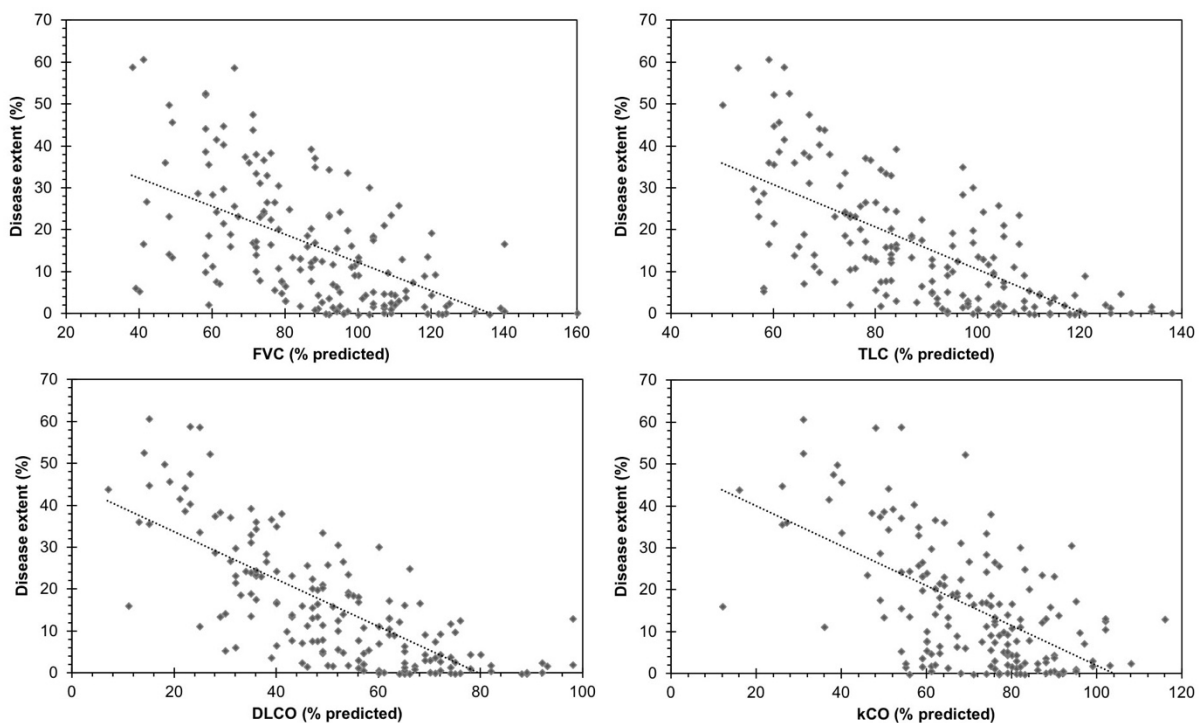 70
60
50
40
30
20
10
0
Disease extent (%)
20 40 60 80 100 120 140 160
FVC (% predicted)
70
60
50
40
30
20
10
0
Disease extent (%)
40 60 80 100 120 140
TLC (% predicted)
70
60
50
40
30
20
10
0
Disease extent (%)
0 20 40 60 80 100
DLCO (% predicted)
70
60
50
40
30
20
10
0
Disease extent (%)
0 20 40 60 80 100 120
kCO (% predicted)